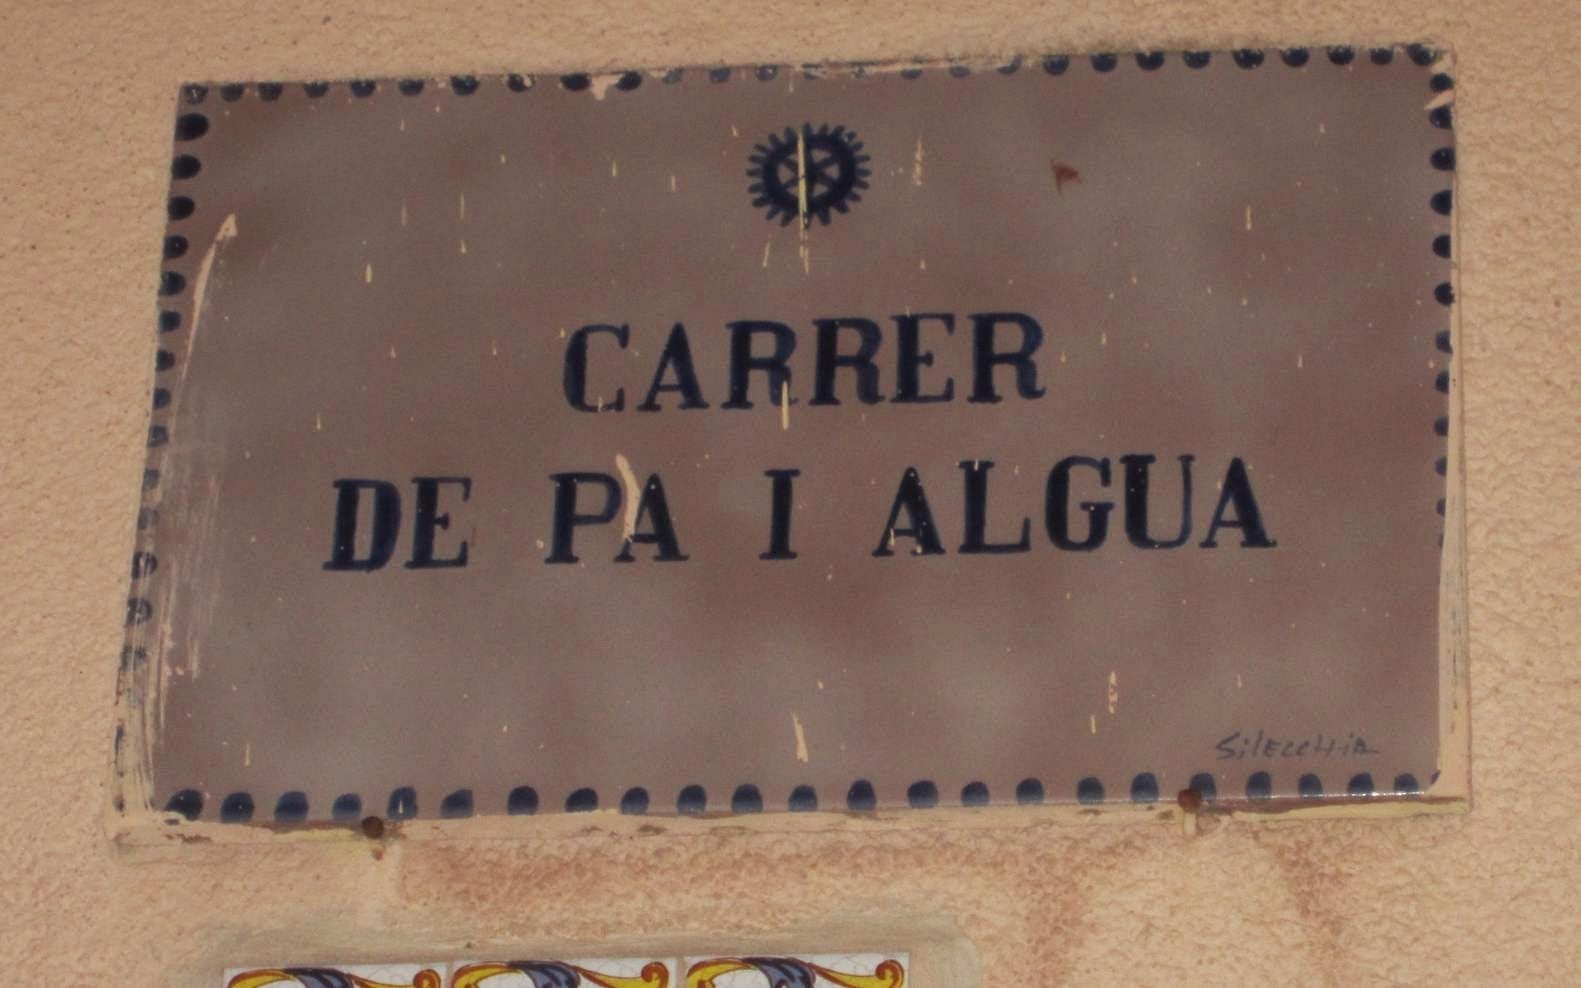 CARRER
DE PA I ALGUA
Silecchia